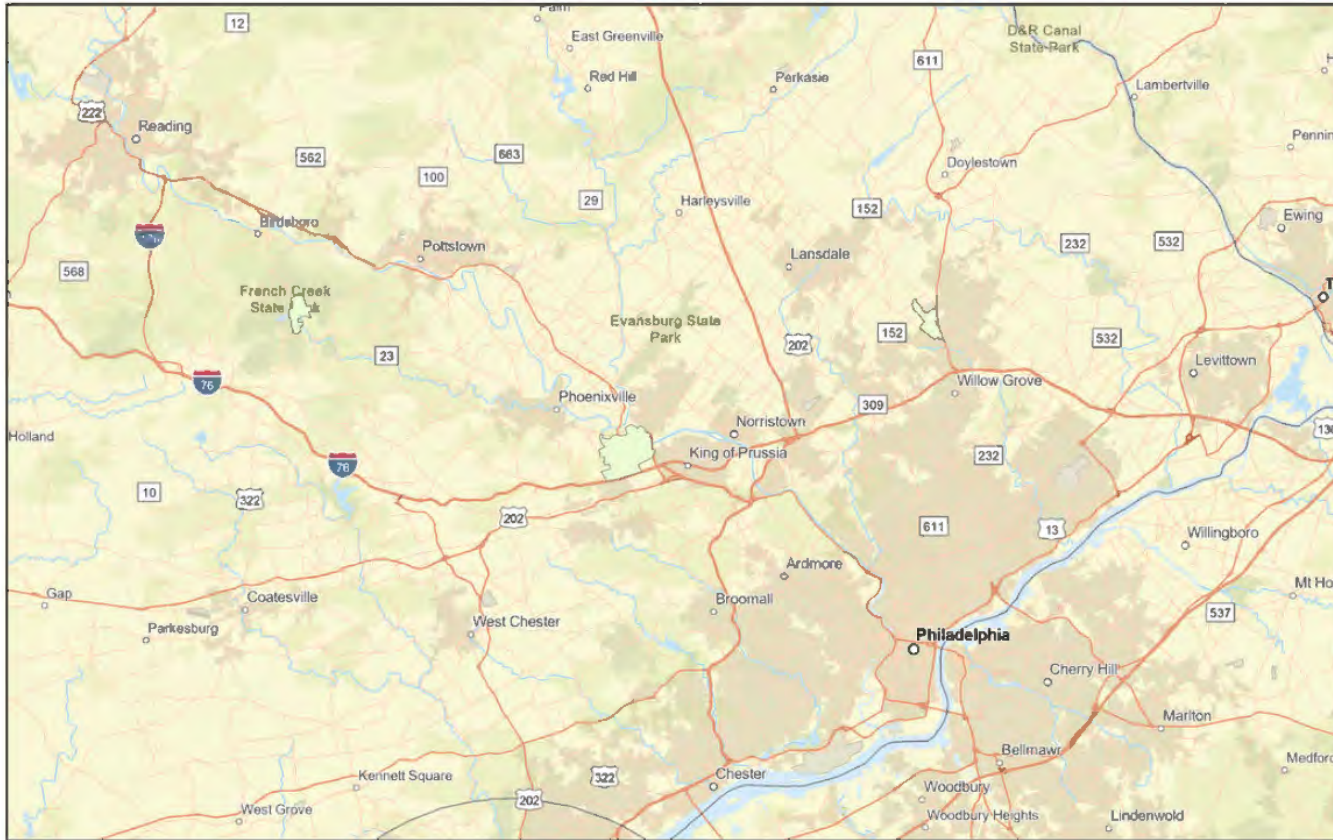 12
Palm
East Greenville
D&R Canal
State Park
611
Red Hill
Perkasie
Lambertville
222
Reading
562
663
100
Doylestown
29
Harleysville
152
Birdsboro
232
532
Ewing
Pottstown
Lansdale
568
French Creek
State Park
Evansburg State
Park
152
202
532
23
Levittown
76
Willow Grove
Phoenixville
309
Norristown
Holland
King of Prussia
232
76
10
322
202
611
13
Willingboro
Ardmore
Gap
Coatesville
Broomall
537
Parkesburg
West Chester
Philadelphia
Cherry Hill
Marlton
Bellmawr
Kennett Square
322
Chester
202
Woodbury
West Grove
Woodbury Heights
Lindenwold